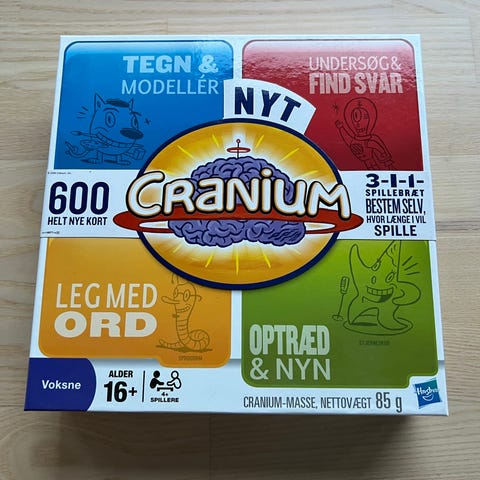 TEGN &
MODELLÉR
UNDERSØG &
FIND SVAR
NYT
600
HELT NYE KORT
CRANIUM
3-I-1-
SPILLEBRÆT
BESTEM SELV,
HVOR LÆNGE I VIL
SPILLE
LEG MED
ORD
OPTRÆD
& NYN
Voksne
ALDER
16+
4+
SPILLERE
CRANIUM-MASSE, NETTOVÆGT 85 g
Hasbro